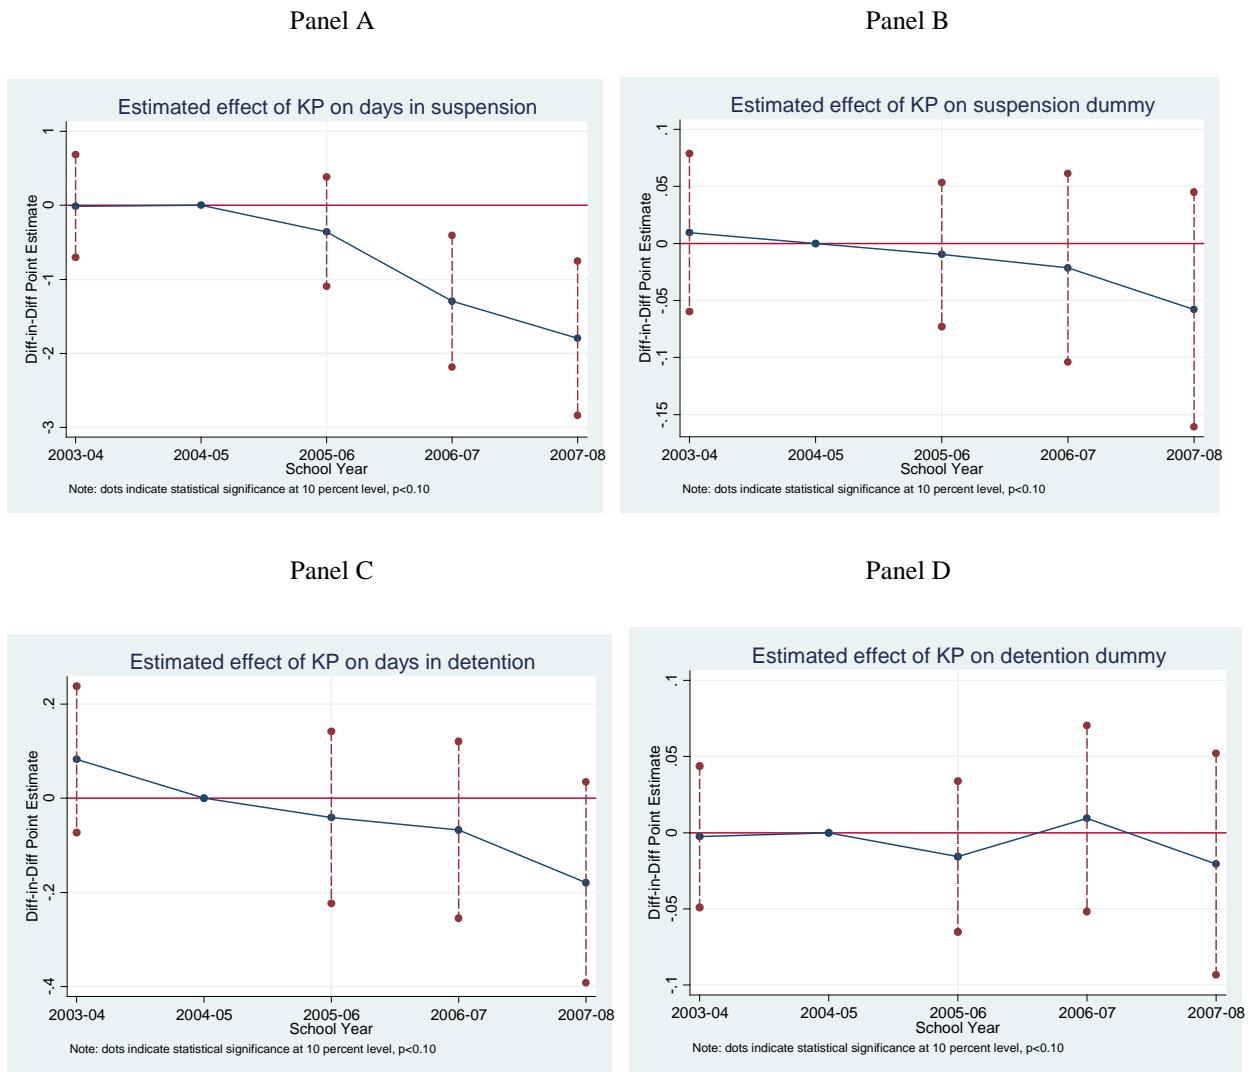 Panel A
Panel B
Estimated effect of KP on days in suspension
Diff-in-Diff Point Estimate
1
0
-1
-2
-3
2003-04 2004-05 2005-06 2006-07 2007-08
School Year
Note: dots indicate statistical significance at 10 percent level, p<0.10
Estimated effect of KP on suspension dummy
Diff-in-Diff Point Estimate
.1
.05
0
-.05
-.1
-.15
2003-04 2004-05 2005-06 2006-07 2007-08
School Year
Note: dots indicate statistical significance at 10 percent level, p<0.10
Panel C
Panel D
Estimated effect of KP on days in detention
Diff-in-Diff Point Estimate
.2
0
-.2
-.4
2003-04 2004-05 2005-06 2006-07 2007-08
School Year
Note: dots indicate statistical significance at 10 percent level, p<0.10
Estimated effect of KP on detention dummy
Diff-in-Diff Point Estimate
.1
.05
0
-.05
-.1
2003-04 2004-05 2005-06 2006-07 2007-08
School Year
Note: dots indicate statistical significance at 10 percent level, p<0.10